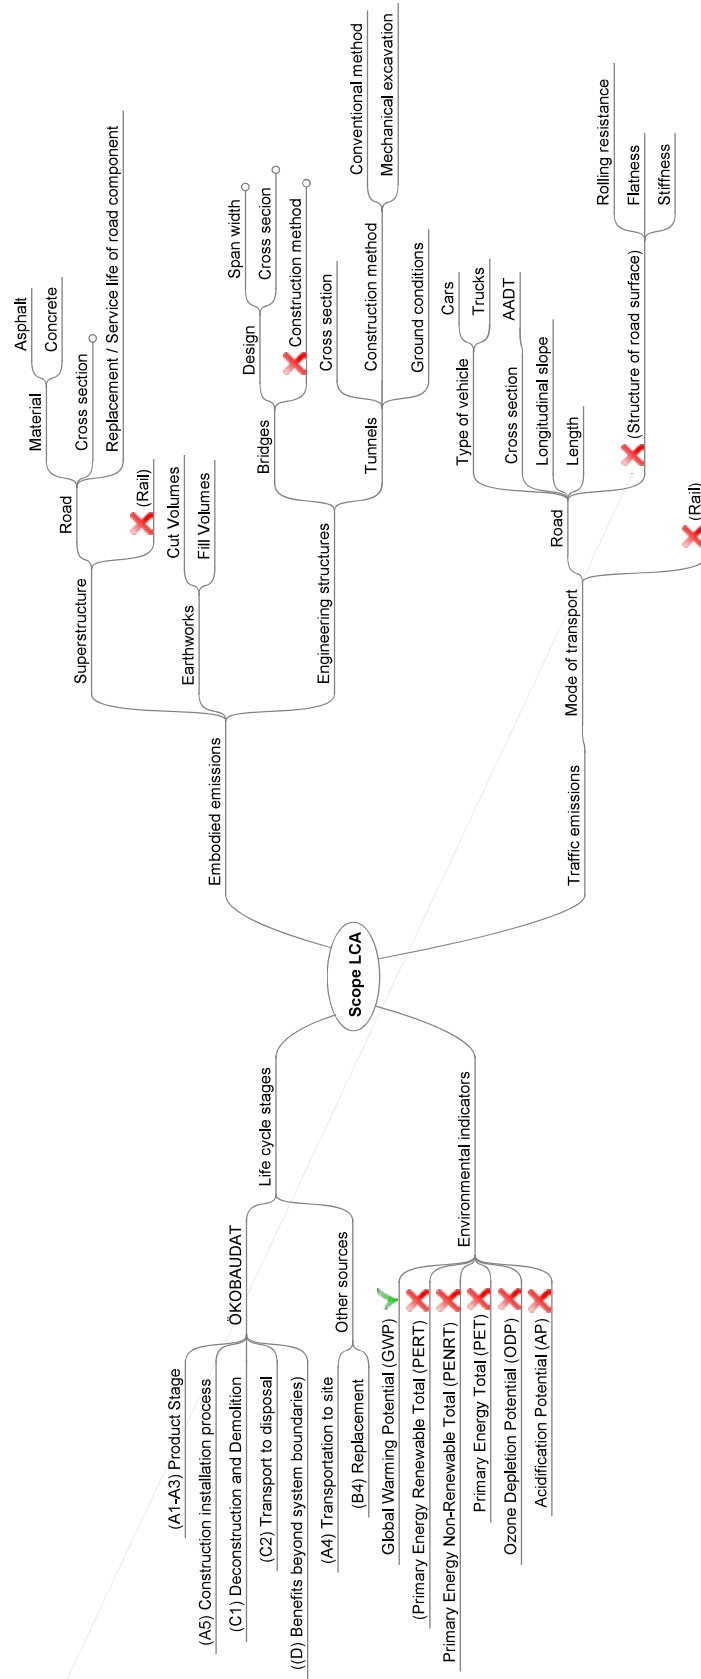 Scope LCA
Life cycle stages
ÖKOBAUDAT
(A1-A3) Product Stage
(A5) Construction installation process
(C1) Deconstruction and Demolition
(C2) Transport to disposal
((D) Benefits beyond system boundaries)
Other sources
(A4) Transportation to site
(B4) Replacement
Environmental indicators
Global Warming Potential (GWP)
(Primary Energy Renewable Total (PERT)
Primary Energy Non-Renewable Total (PENRT)
Primary Energy Total (PET)
Ozone Depletion Potential (ODP)
Acidification Potential (AP)
Embodied emissions
Superstructure
Road
Material
Asphalt
Concrete
Cross section
Replacement / Service life of road component
(Rail)
Earthworks
Cut Volumes
Fill Volumes
Engineering structures
Bridges
Design
Span width
Cross secion
Construction method
Tunnels
Cross section
Construction method
Conventional method
Mechanical excavation
Ground conditions
Traffic emissions
Mode of transport
Road
Type of vehicle
Cars
Trucks
Cross section
AADT
Longitudinal slope
Length
(Structure of road surface)
Rolling resistance
Flatness
Stiffness
(Rail)